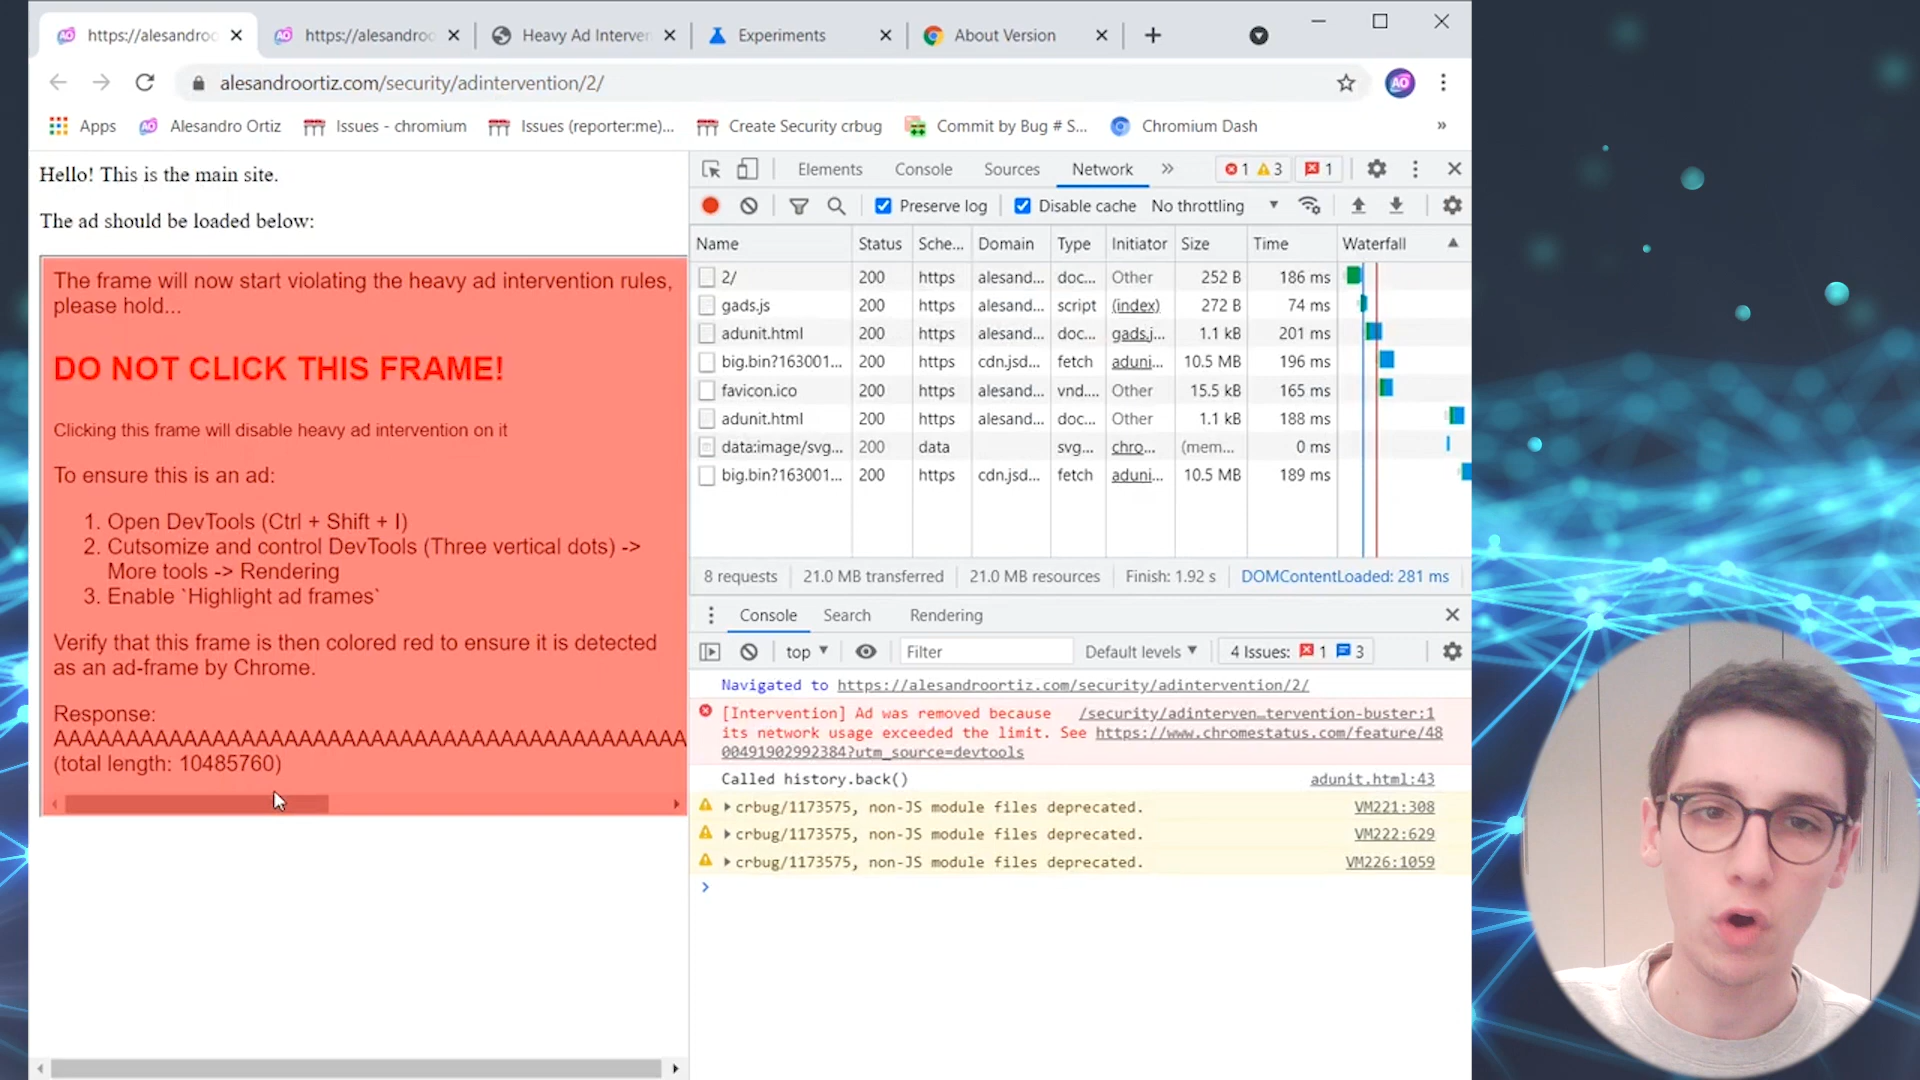 https://alesandroo
https://alesandroo
Heavy Ad Interven
Experiments
About Version
alesandroortiz.com/security/adintervention/2/
AO
Apps
Alesandro Ortiz
Issues - chromium
Issues (reporter:me)...
Create Security crbug
Commit by Bug # S...
Chromium Dash
»
Hello! This is the main site.
The ad should be loaded below:
The frame will now start violating the heavy ad intervention rules,
please hold...
DO NOT CLICK THIS FRAME!
Clicking this frame will disable heavy ad intervention on it
To ensure this is an ad:
1. Open DevTools (Ctrl + Shift + I)
2. Cutsomize and control DevTools (Three vertical dots) ->
More tools -> Rendering
3. Enable `Highlight ad frames`
Verify that this frame is then colored red to ensure it is detected
as an ad-frame by Chrome.
Response:
AAAAAAAAAAAAAAAAAAAAAAAAAAAAAAAAAAAAAAAAAAAA
(total length: 10485760)
Elements Console Sources Network » 1 3 1
Preserve log Disable cache No throttling
Name Status Sche... Domain Type Initiator Size Time Waterfall
2/ 200 https alesand... doc... Other 252 B 186 ms
gads.js 200 https alesand... script (index) 272 B 74 ms
adunit.html 200 https alesand... doc... gads.j... 1.1 kB 201 ms
big.bin?163001... 200 https cdn.jsd... fetch aduni... 10.5 MB 196 ms
favicon.ico 200 https alesand... vnd.... Other 15.5 kB 165 ms
adunit.html 200 https alesand... doc... Other 1.1 kB 188 ms
data:image/svg... 200 data svg... chro... (mem... 0 ms
big.bin?163001... 200 https cdn.jsd... fetch aduni... 10.5 MB 189 ms
8 requests 21.0 MB transferred 21.0 MB resources Finish: 1.92 s DOMContentLoaded: 281 ms
Console Search Rendering
top Filter Default levels 4 Issues: 1 3
Navigated to https://alesandroortiz.com/security/adintervention/2/
[Intervention] Ad was removed because /security/adinterven…tervention-buster:1
its network usage exceeded the limit. See https://www.chromestatus.com/feature/48
00491902992384?utm_source=devtools
Called history.back() adunit.html:43
crbug/1173575, non-JS module files deprecated. VM221:308
crbug/1173575, non-JS module files deprecated. VM222:629
crbug/1173575, non-JS module files deprecated. VM226:1059